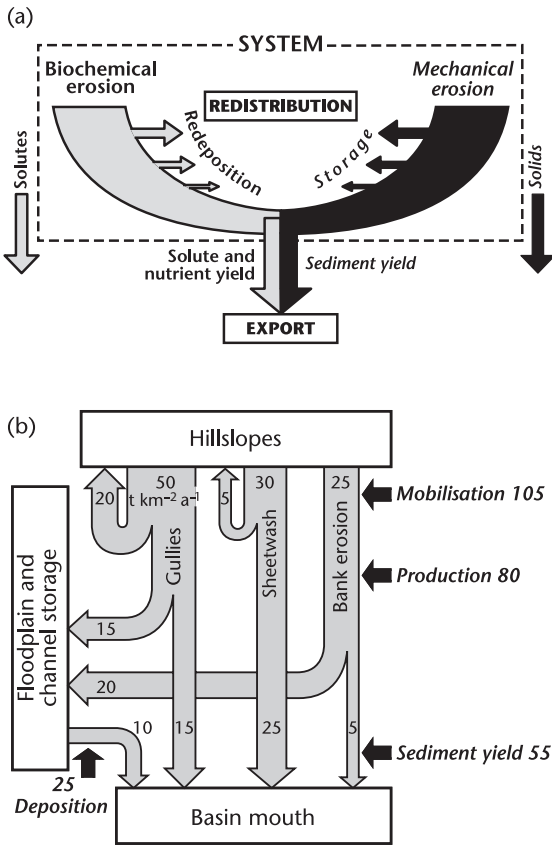 (a)
SYSTEM
Biochemical
erosion
Mechanical
erosion
REDISTRIBUTION
Redeposition
Storage
Solutes
Solids
Solute and
nutrient yield
Sediment yield
EXPORT
(b)
Hillslopes
20
50
t km⁻² a⁻¹
5
30
25
Mobilisation 105
Production 80
Gullies
Sheetwash
Bank erosion
Floodplain and
channel storage
15
20
10
15
25
5
Sediment yield 55
25
Deposition
Basin mouth